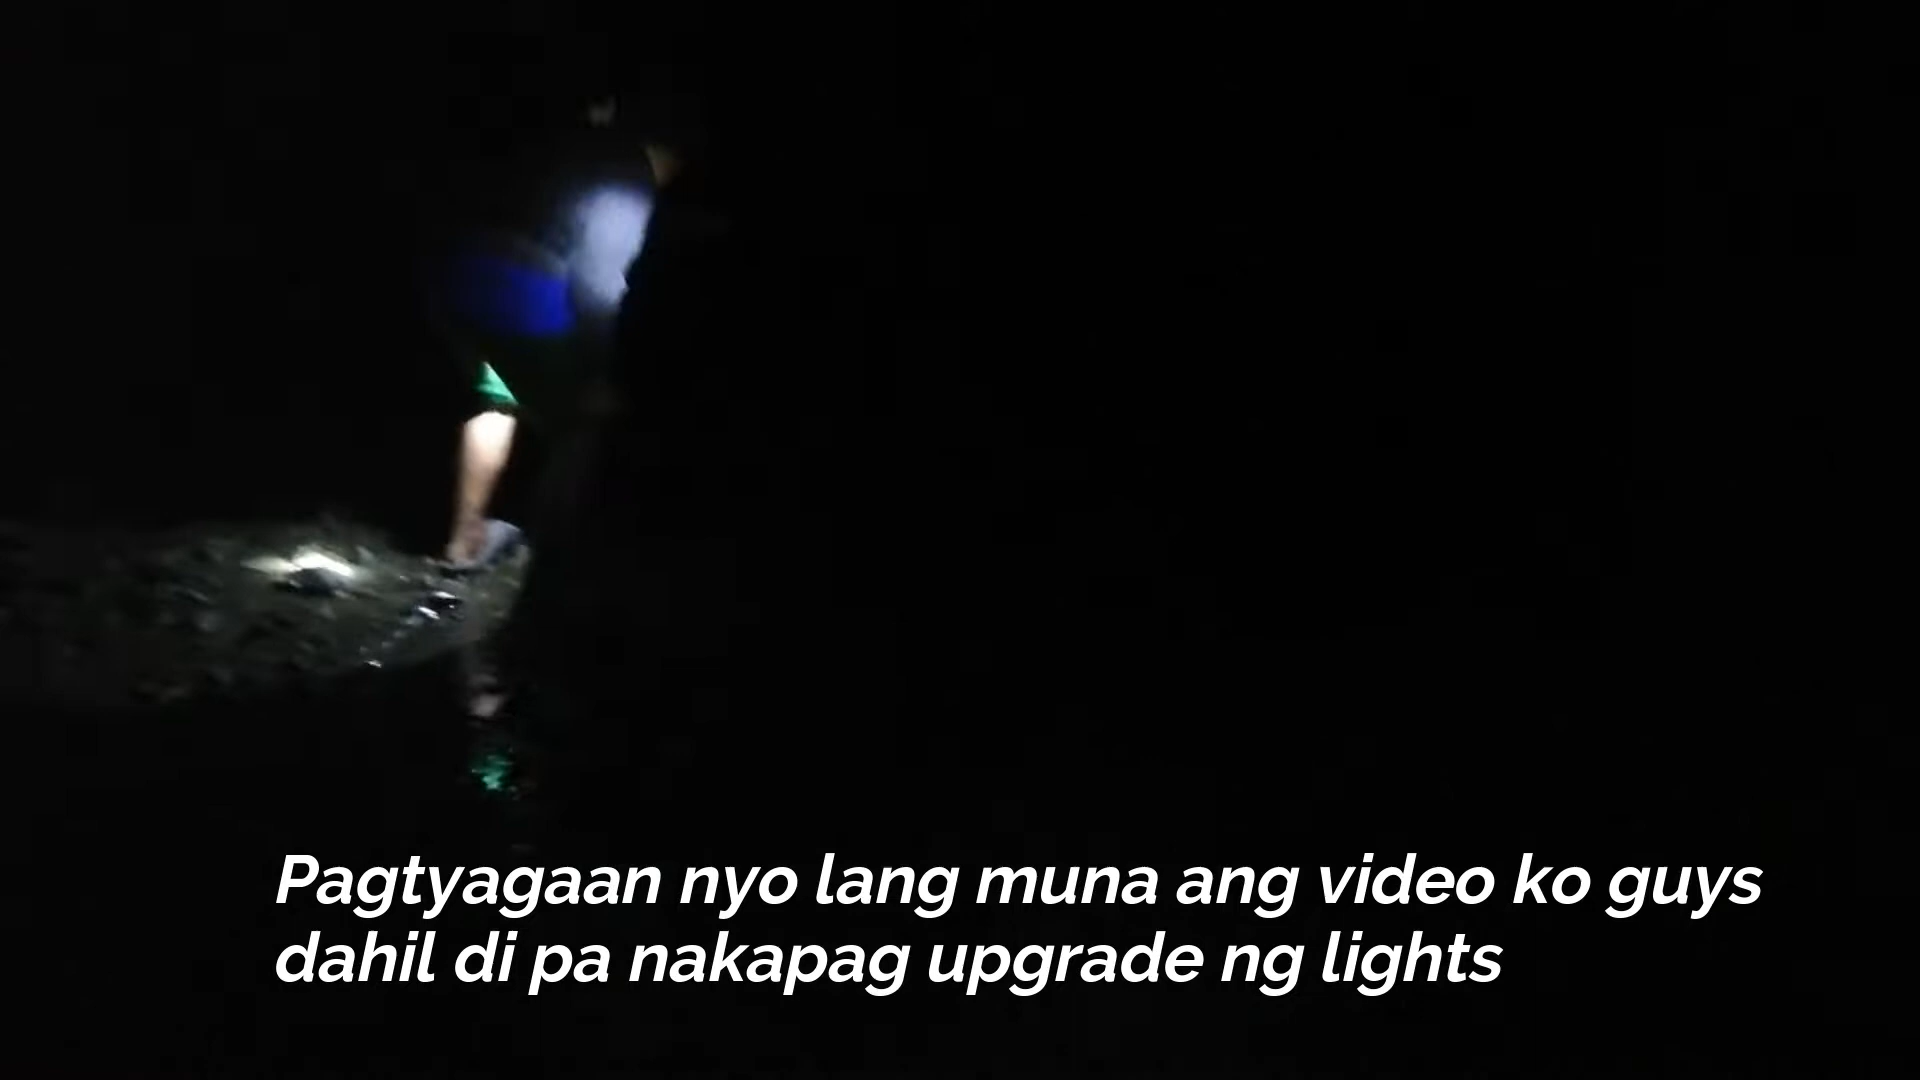 Pagtyagaan nyo lang muna ang video ko guys
dahil di pa nakapag upgrade ng lights